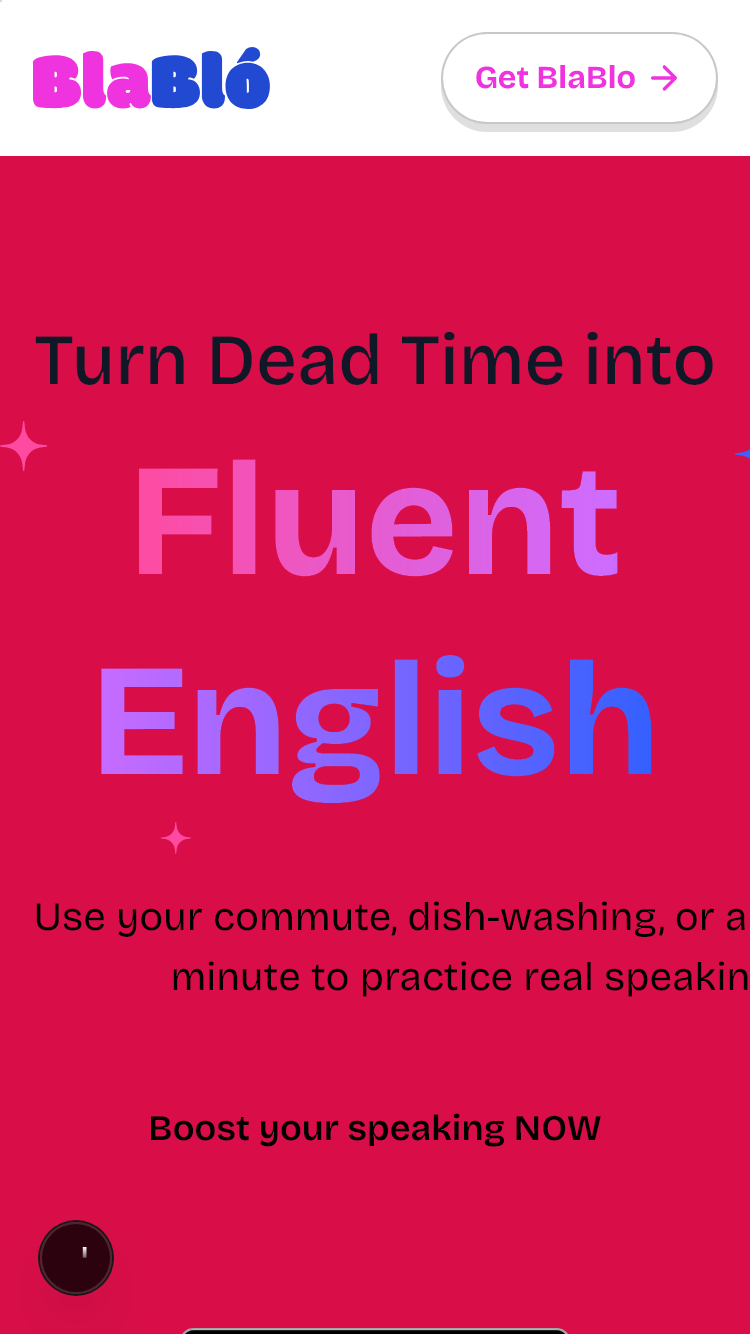 BlaBló
Get BlaBlo
Turn Dead Time into
Fluent
English
Use your commute, dish-washing, or a
minute to practice real speakin
Boost your speaking NOW